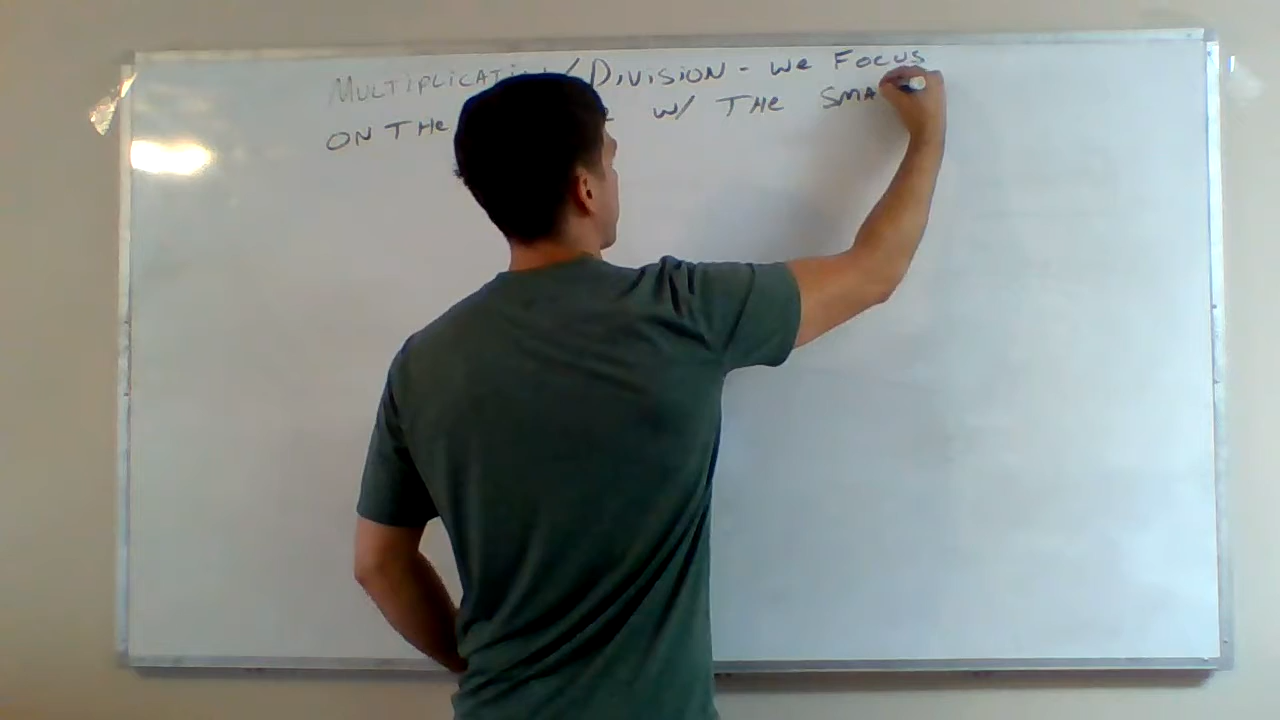 MULTIPLICATI / DIVISION - We FOCUS
ON THe w/ THe SMA